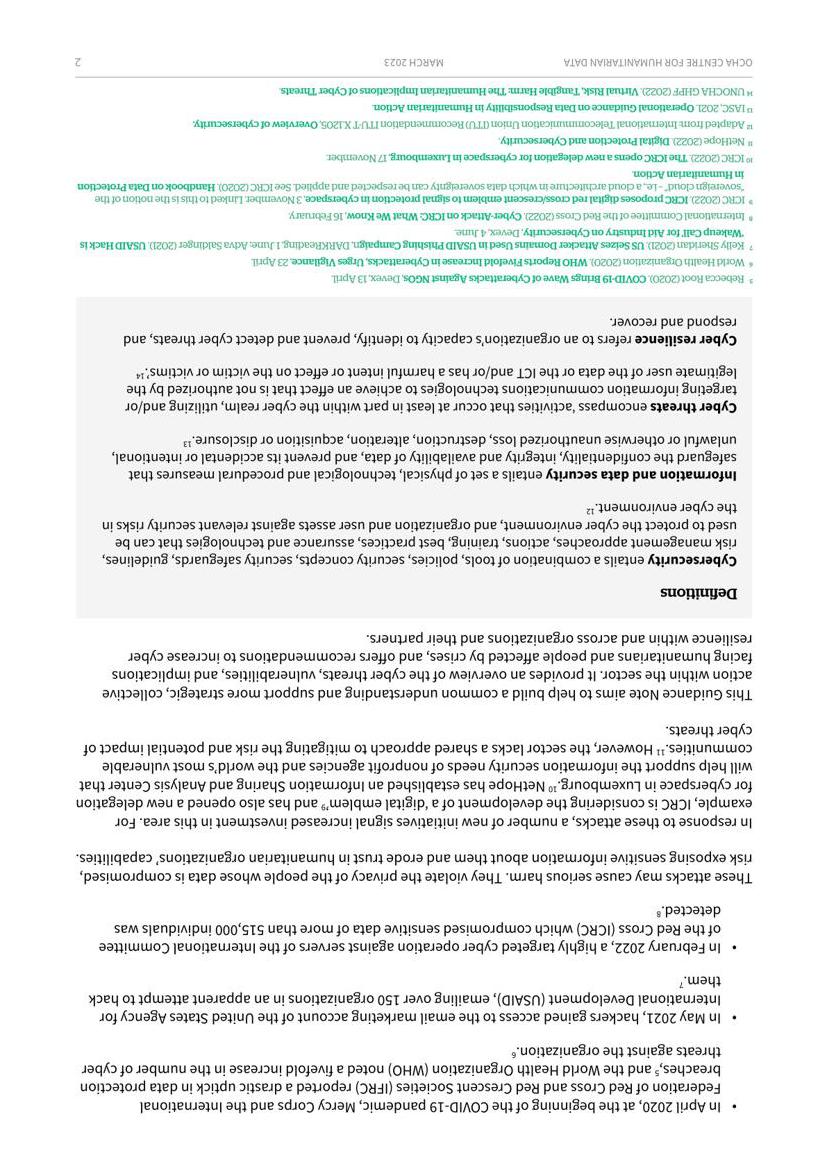 • In April 2020, at the beginning of the COVID-19 pandemic, Mercy Corps and the International
Federation of Red Cross and Red Crescent Societies (IFRC) reported a drastic uptick in data protection
breaches,⁵ and the World Health Organization (WHO) noted a fivefold increase in the number of cyber
threats against the organization.⁶
• In May 2021, hackers gained access to the email marketing account of the United States Agency for
International Development (USAID), emailing over 150 organizations in an apparent attempt to hack
them.⁷
• In February 2022, a highly targeted cyber operation against servers of the International Committee
of the Red Cross (ICRC) which compromised sensitive data of more than 515,000 individuals was
detected.⁸
These attacks may cause serious harm. They violate the privacy of the people whose data is compromised,
risk exposing sensitive information about them and erode trust in humanitarian organizations’ capabilities.
In response to these attacks, a number of new initiatives signal increased investment in this area. For
example, ICRC is considering the development of a ‘digital emblem’⁹ and has also opened a new delegation
for cyberspace in Luxembourg.¹⁰ NetHope has established an Information Sharing and Analysis Center that
will help support the information security needs of nonprofit agencies and the world’s most vulnerable
communities.¹¹ However, the sector lacks a shared approach to mitigating the risk and potential impact of
cyber threats.
This Guidance Note aims to help build a common understanding and support more strategic, collective
action within the sector. It provides an overview of the cyber threats, vulnerabilities, and implications
facing humanitarians and people affected by crises, and offers recommendations to increase cyber
resilience within and across organizations and their partners.
Definitions
Cybersecurity entails a combination of tools, policies, security concepts, security safeguards, guidelines,
risk management approaches, actions, training, best practices, assurance and technologies that can be
used to protect the cyber environment, and organization and user assets against relevant security risks in
the cyber environment.¹²
Information and data security entails a set of physical, technological and procedural measures that
safeguard the confidentiality, integrity and availability of data, and prevent its accidental or intentional,
unlawful or otherwise unauthorized loss, destruction, alteration, acquisition or disclosure.¹³
Cyber threats encompass ‘activities that occur at least in part within the cyber realm, utilizing and/or
targeting information communications technologies to achieve an effect that is not authorized by the
legitimate user of the data or the ICT and/or has a harmful intent or effect on the victim or victims’.¹⁴
Cyber resilience refers to an organization’s capacity to identify, prevent and detect cyber threats, and
respond and recover.
⁵ Rebecca Root (2020). COVID-19 Brings Wave of Cyberattacks Against NGOs, Devex, 13 April.
⁶ World Health Organization (2020). WHO Reports Fivefold Increase in Cyberattacks, Urges Vigilance, 23 April.
⁷ Kelly Sheridan (2021). US Seizes Attacker Domains Used in USAID Phishing Campaign, DARKReading, 1 June; Adva Saldinger (2021). USAID Hack is
‘Wakeup Call’ for Aid Industry on Cybersecurity, Devex, 4 June.
⁸ International Committee of the Red Cross (2022). Cyber-Attack on ICRC: What We Know, 16 February.
⁹ ICRC (2022). ICRC proposes digital red cross/crescent emblem to signal protection in cyberspace, 3 November. Linked to this is the notion of the
“sovereign cloud” – i.e., a cloud architecture in which data sovereignty can be respected and applied. See ICRC (2020). Handbook on Data Protection
in Humanitarian Action.
¹⁰ ICRC (2022). The ICRC opens a new delegation for cyberspace in Luxembourg, 17 November.
¹¹ NetHope (2022). Digital Protection and Cybersecurity.
¹² Adapted from: International Telecommunication Union (ITU) Recommendation ITU-T X.1205, Overview of cybersecurity.
¹³ IASC, 2021. Operational Guidance on Data Responsibility in Humanitarian Action.
¹⁴ UNOCHA GHPF (2022). Virtual Risk, Tangible Harm: The Humanitarian Implications of Cyber Threats.
OCHA CENTRE FOR HUMANITARIAN DATA MARCH 2023 2